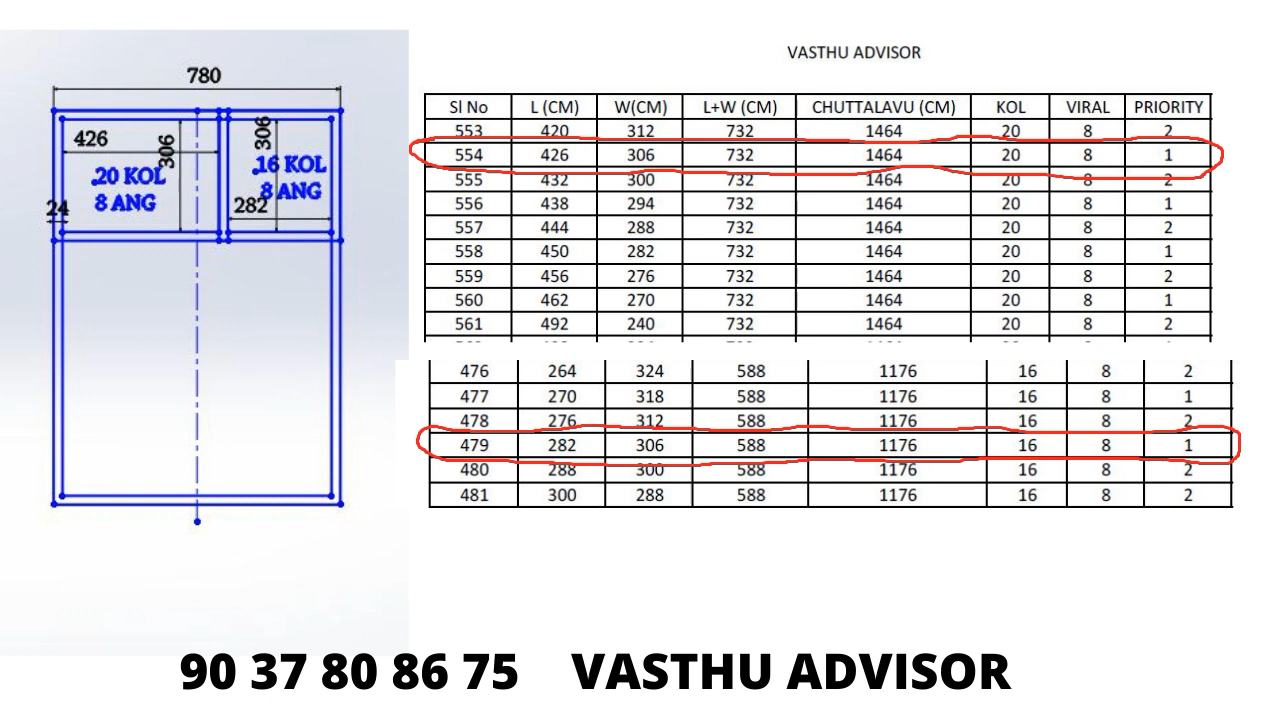 780
426
306
306
.20 KOL
8 ANG
.16 KOL
8 ANG
24
282
VASTHU ADVISOR
Sl No L (CM) W(CM) L+W (CM) CHUTTALAVU (CM) KOL VIRAL PRIORITY
553 420 312 732 1464 20 8 2
554 426 306 732 1464 20 8 1
555 432 300 732 1464 20 8 2
556 438 294 732 1464 20 8 1
557 444 288 732 1464 20 8 2
558 450 282 732 1464 20 8 1
559 456 276 732 1464 20 8 2
560 462 270 732 1464 20 8 1
561 492 240 732 1464 20 8 2
476 264 324 588 1176 16 8 2
477 270 318 588 1176 16 8 1
478 276 312 588 1176 16 8 2
479 282 306 588 1176 16 8 1
480 288 300 588 1176 16 8 2
481 300 288 588 1176 16 8 2
90 37 80 86 75 VASTHU ADVISOR